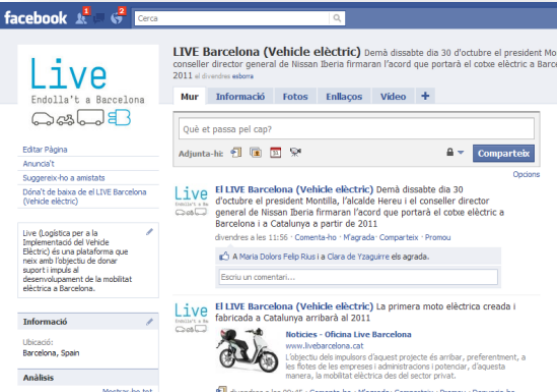 facebook
1
2
Cerca
LIVE Barcelona (Vehicle elèctric) Demà dissabte dia 30 d'octubre el president Mo
conseller director general de Nissan Iberia firmaran l'acord que portarà el cotxe elèctric a Barce
2011 el divendres esbora
Mur Informació Fotos Enllaços Vídeo +
Què et passa pel cap?
Adjunta-hi:
31
Comparteix
Opcions
Live
Endolla't a Barcelona
Editar Pàgina
Anuncia't
Suggereix-ho a amistats
Dóna't de baixa de el LIVE Barcelona
(Vehicle elèctric)
Live (Logística per a la
Implementació del Vehicle
Elèctric) és una plataforma que
neix amb l'objectiu de donar
suport i impuls al
desenvolupament de la mobilitat
elèctrica a Barcelona.
Informació
Ubicació:
Barcelona, Spain
Anàlisis
Mostrar-ho tot
Live
El LIVE Barcelona (Vehicle elèctric) Demà dissabte dia 30
d'octubre el president Montilla, l'alcalde Hereu i el conseller director
general de Nissan Iberia firmaran l'acord que portarà el cotxe elèctric a
Barcelona i a Catalunya a partir de 2011
divendres a les 11:56 · Comenta-ho · M'agrada · Comparteix · Promou
A Maria Dolors Felip Rius i a Clara de Yzaguirre els agrada.
Escriu un comentari...
Live
El LIVE Barcelona (Vehicle elèctric) La primera moto elèctrica creada i
fabricada a Catalunya arribarà al 2011
Noticies - Oficina Live Barcelona
www.livebarcelona.cat
L'objectiu dels impulsors d'aquest projecte és arribar, preferentment, a
les flotes de les empreses i administracions i potenciar, d'aquesta
manera, la mobilitat elèctrica des del sector privat.